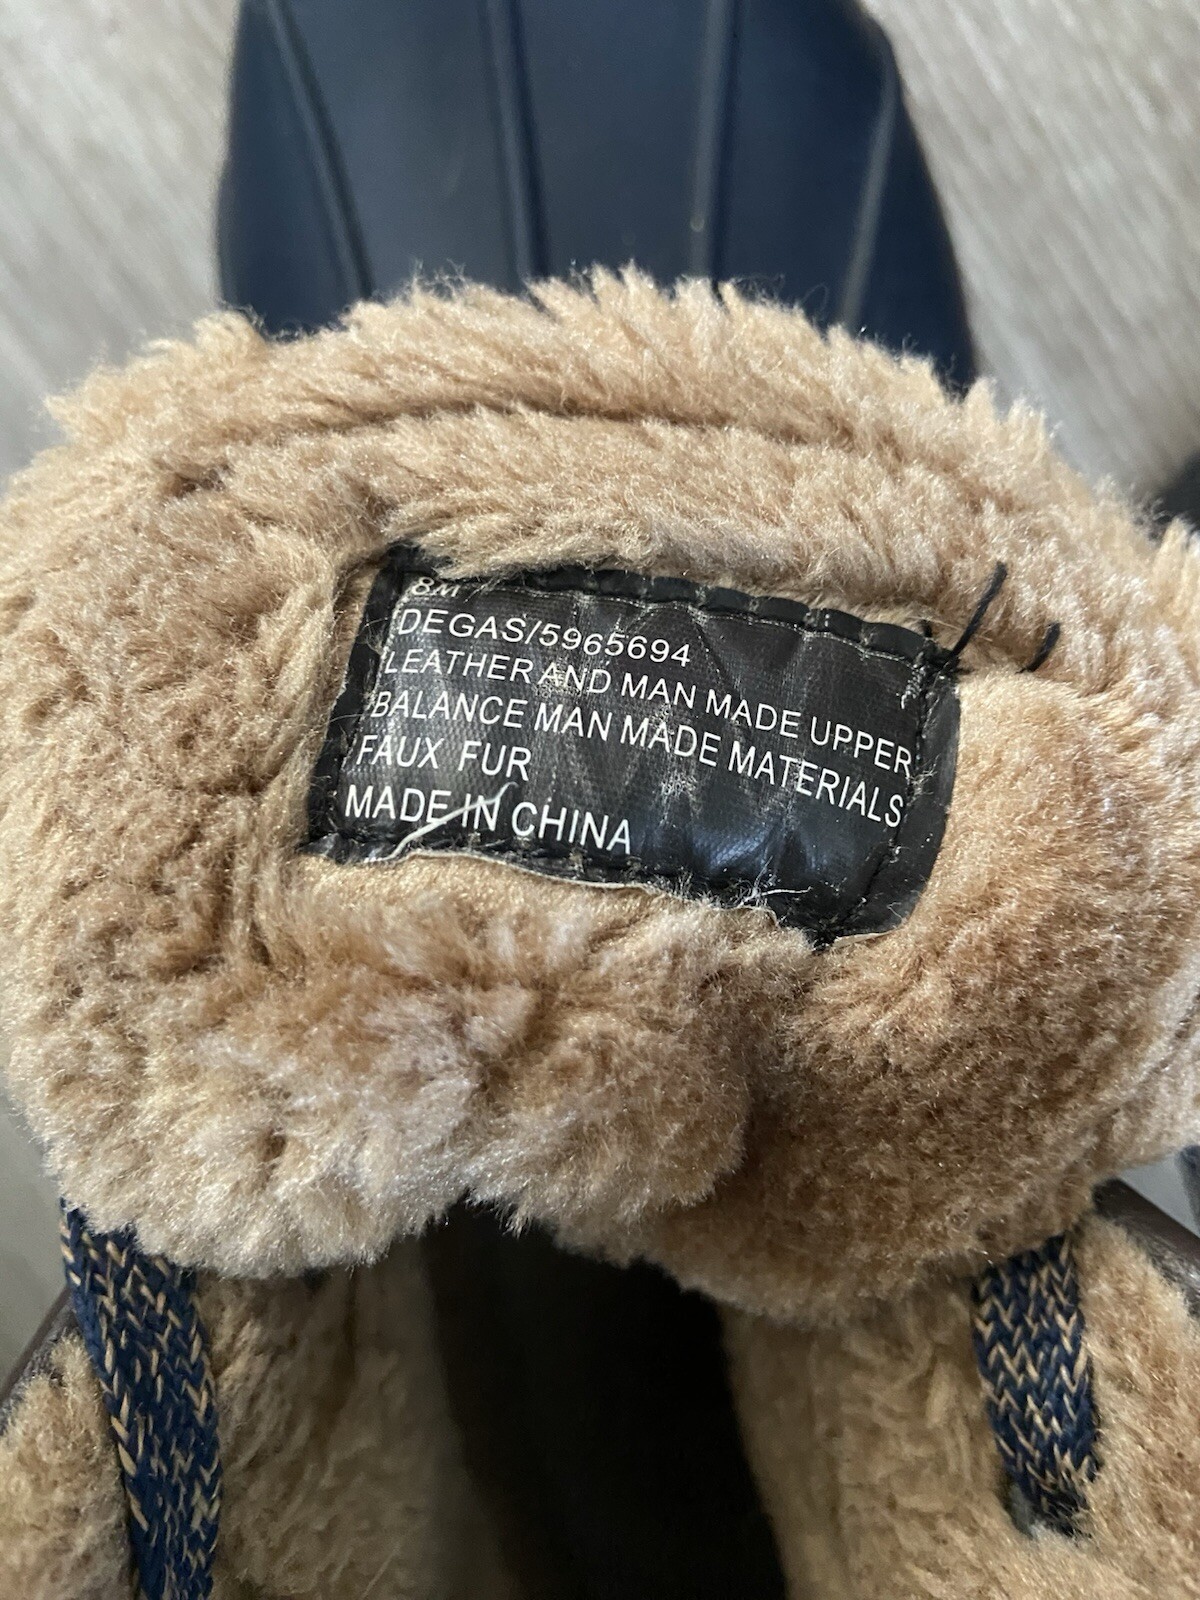 8M
DEGAS/5965694
LEATHER AND MAN MADE UPPER
BALANCE MAN MADE MATERIALS
FAUX FUR
MADE IN CHINA